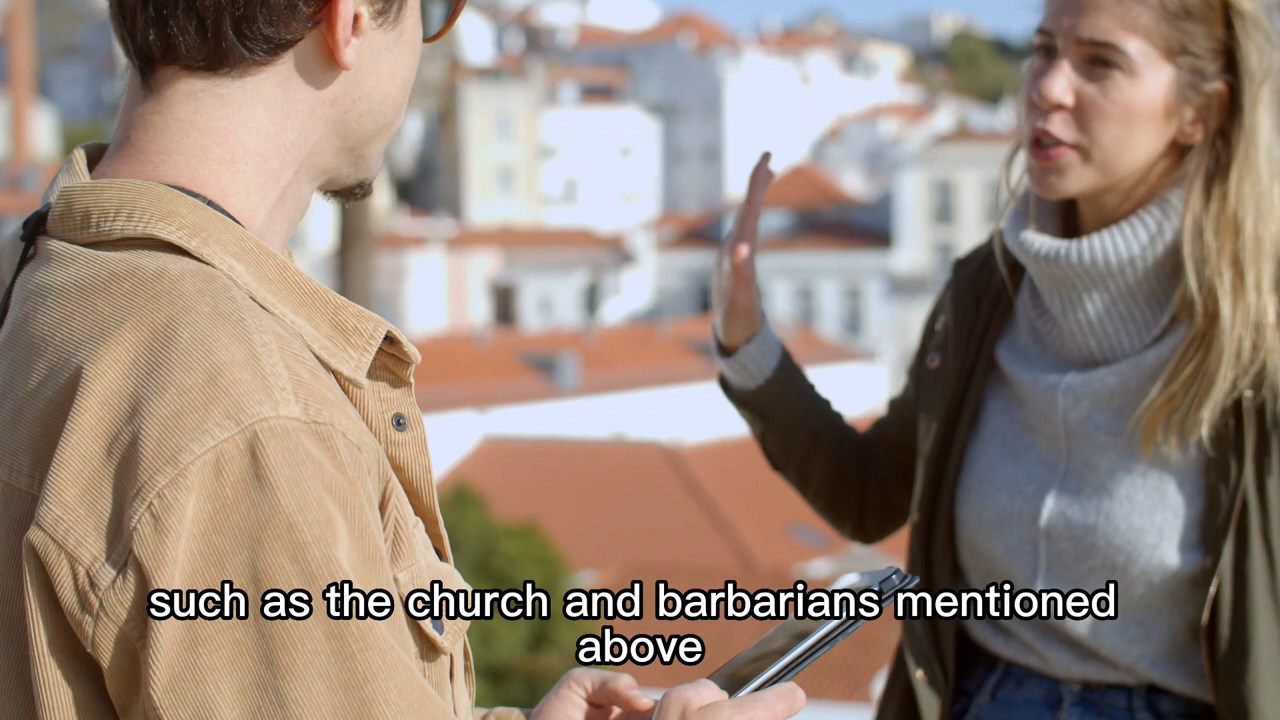 such as the church and barbarians mentioned
above